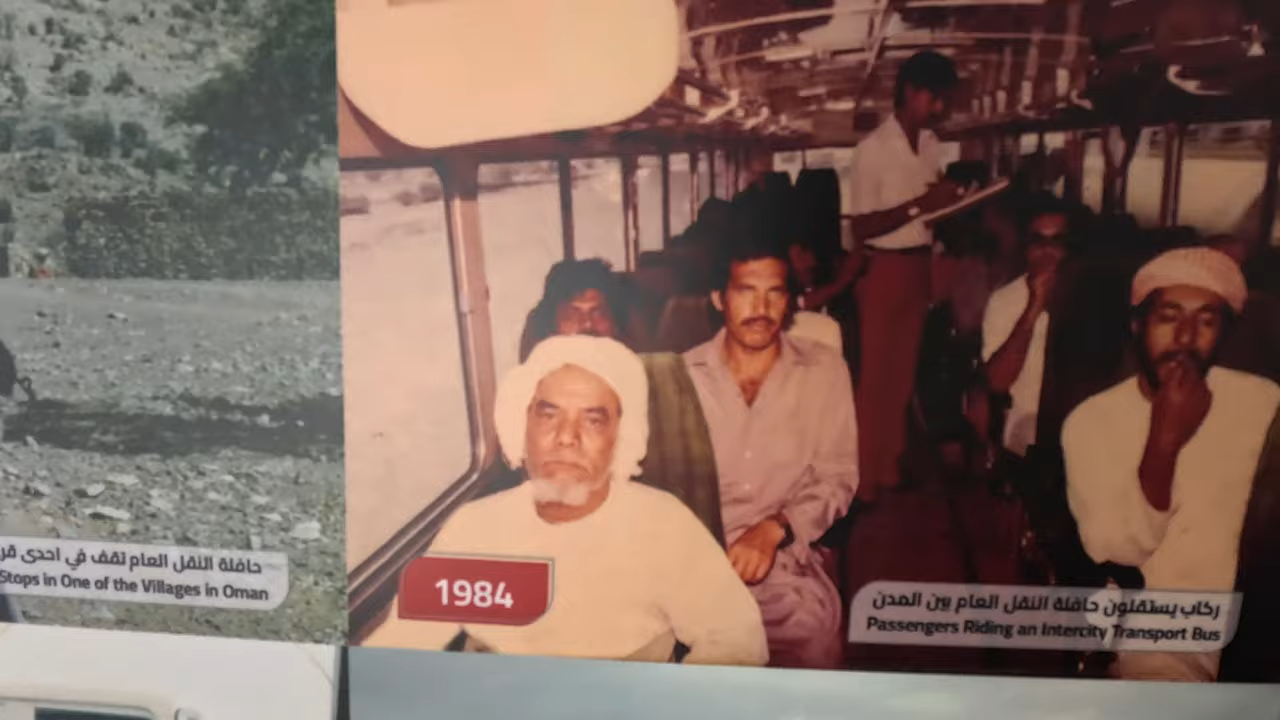 حافلة النقل العام تقف في احدى
Stops in One of the Villages in Oman
1984
ركاب يستقلون حافلة النقل العام بين المدن
Passengers Riding an Intercity Transport Bus